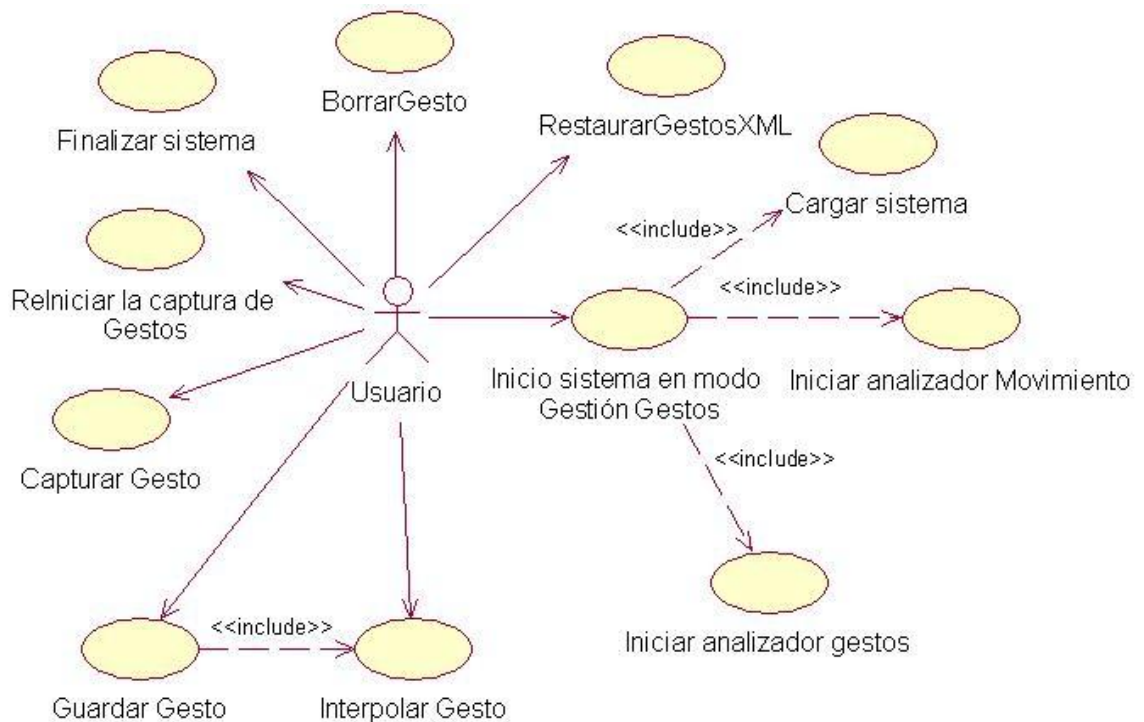 BorrarGesto
Finalizar sistema
RestaurarGestosXML
Cargar sistema
<<include>>
<<include>>
ReIniciar la captura de
Gestos
Usuario
Inicio sistema en modo
Gestión Gestos
Iniciar analizador Movimiento
Capturar Gesto
<<include>>
Iniciar analizador gestos
<<include>>
Guardar Gesto
Interpolar Gesto